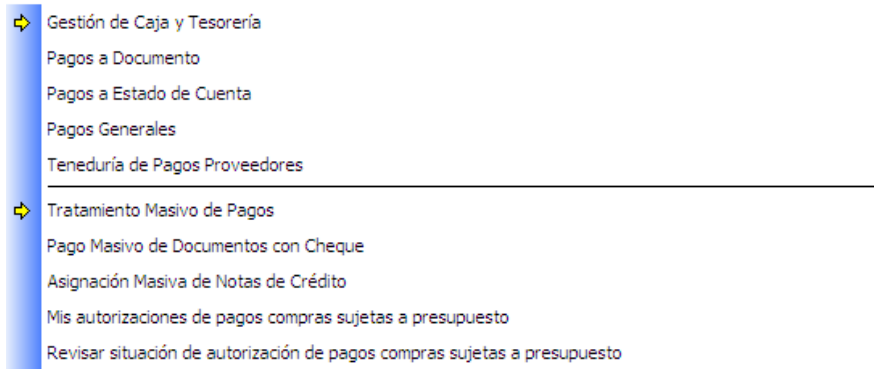 Gestión de Caja y Tesorería
Pagos a Documento
Pagos a Estado de Cuenta
Pagos Generales
Teneduría de Pagos Proveedores
Tratamiento Masivo de Pagos
Pago Masivo de Documentos con Cheque
Asignación Masiva de Notas de Crédito
Mis autorizaciones de pagos compras sujetas a presupuesto
Revisar situación de autorización de pagos compras sujetas a presupuesto